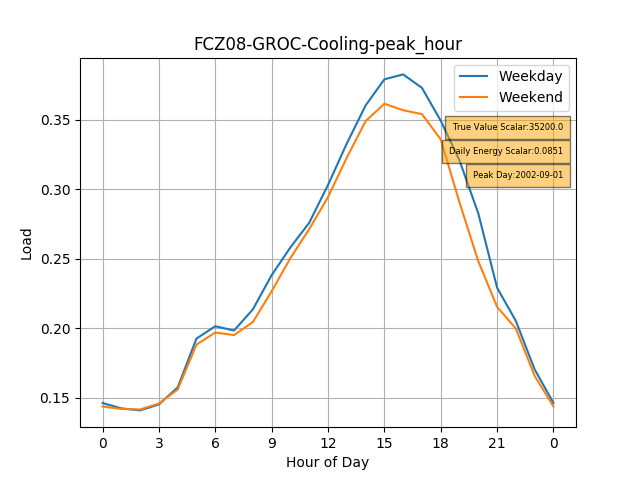 FCZ08-GROC-Cooling-peak_hour
Weekday
Weekend
True Value Scalar:35200.0
Daily Energy Scalar:0.0851
Peak Day:2002-09-01
Load
0.35
0.30
0.25
0.20
0.15
0 3 6 9 12 15 18 21 0
Hour of Day